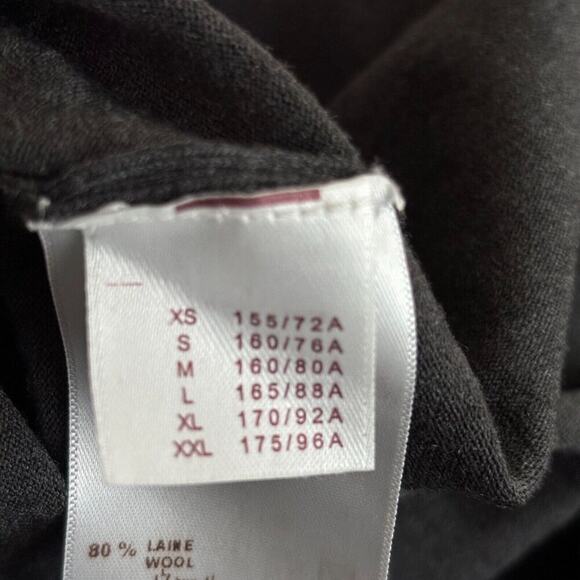 XS 155/72A
S 160/76A
M 160/80A
L 165/88A
XL 170/92A
XXL 175/96A
80 % LAINE
WOOL